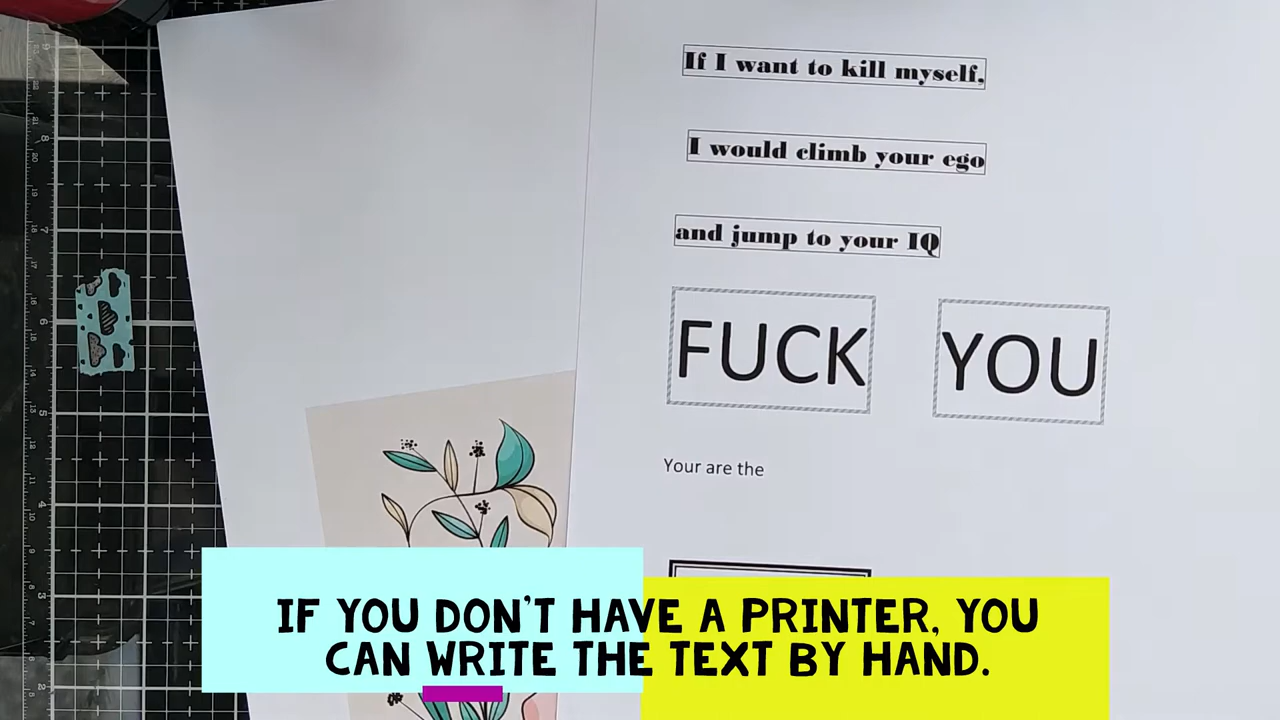 If I want to kill myself,
I would climb your ego
and jump to your IQ
FUCK YOU
Your are the
IF YOU DON'T HAVE A PRINTER, YOU
CAN WRITE THE TEXT BY HAND.